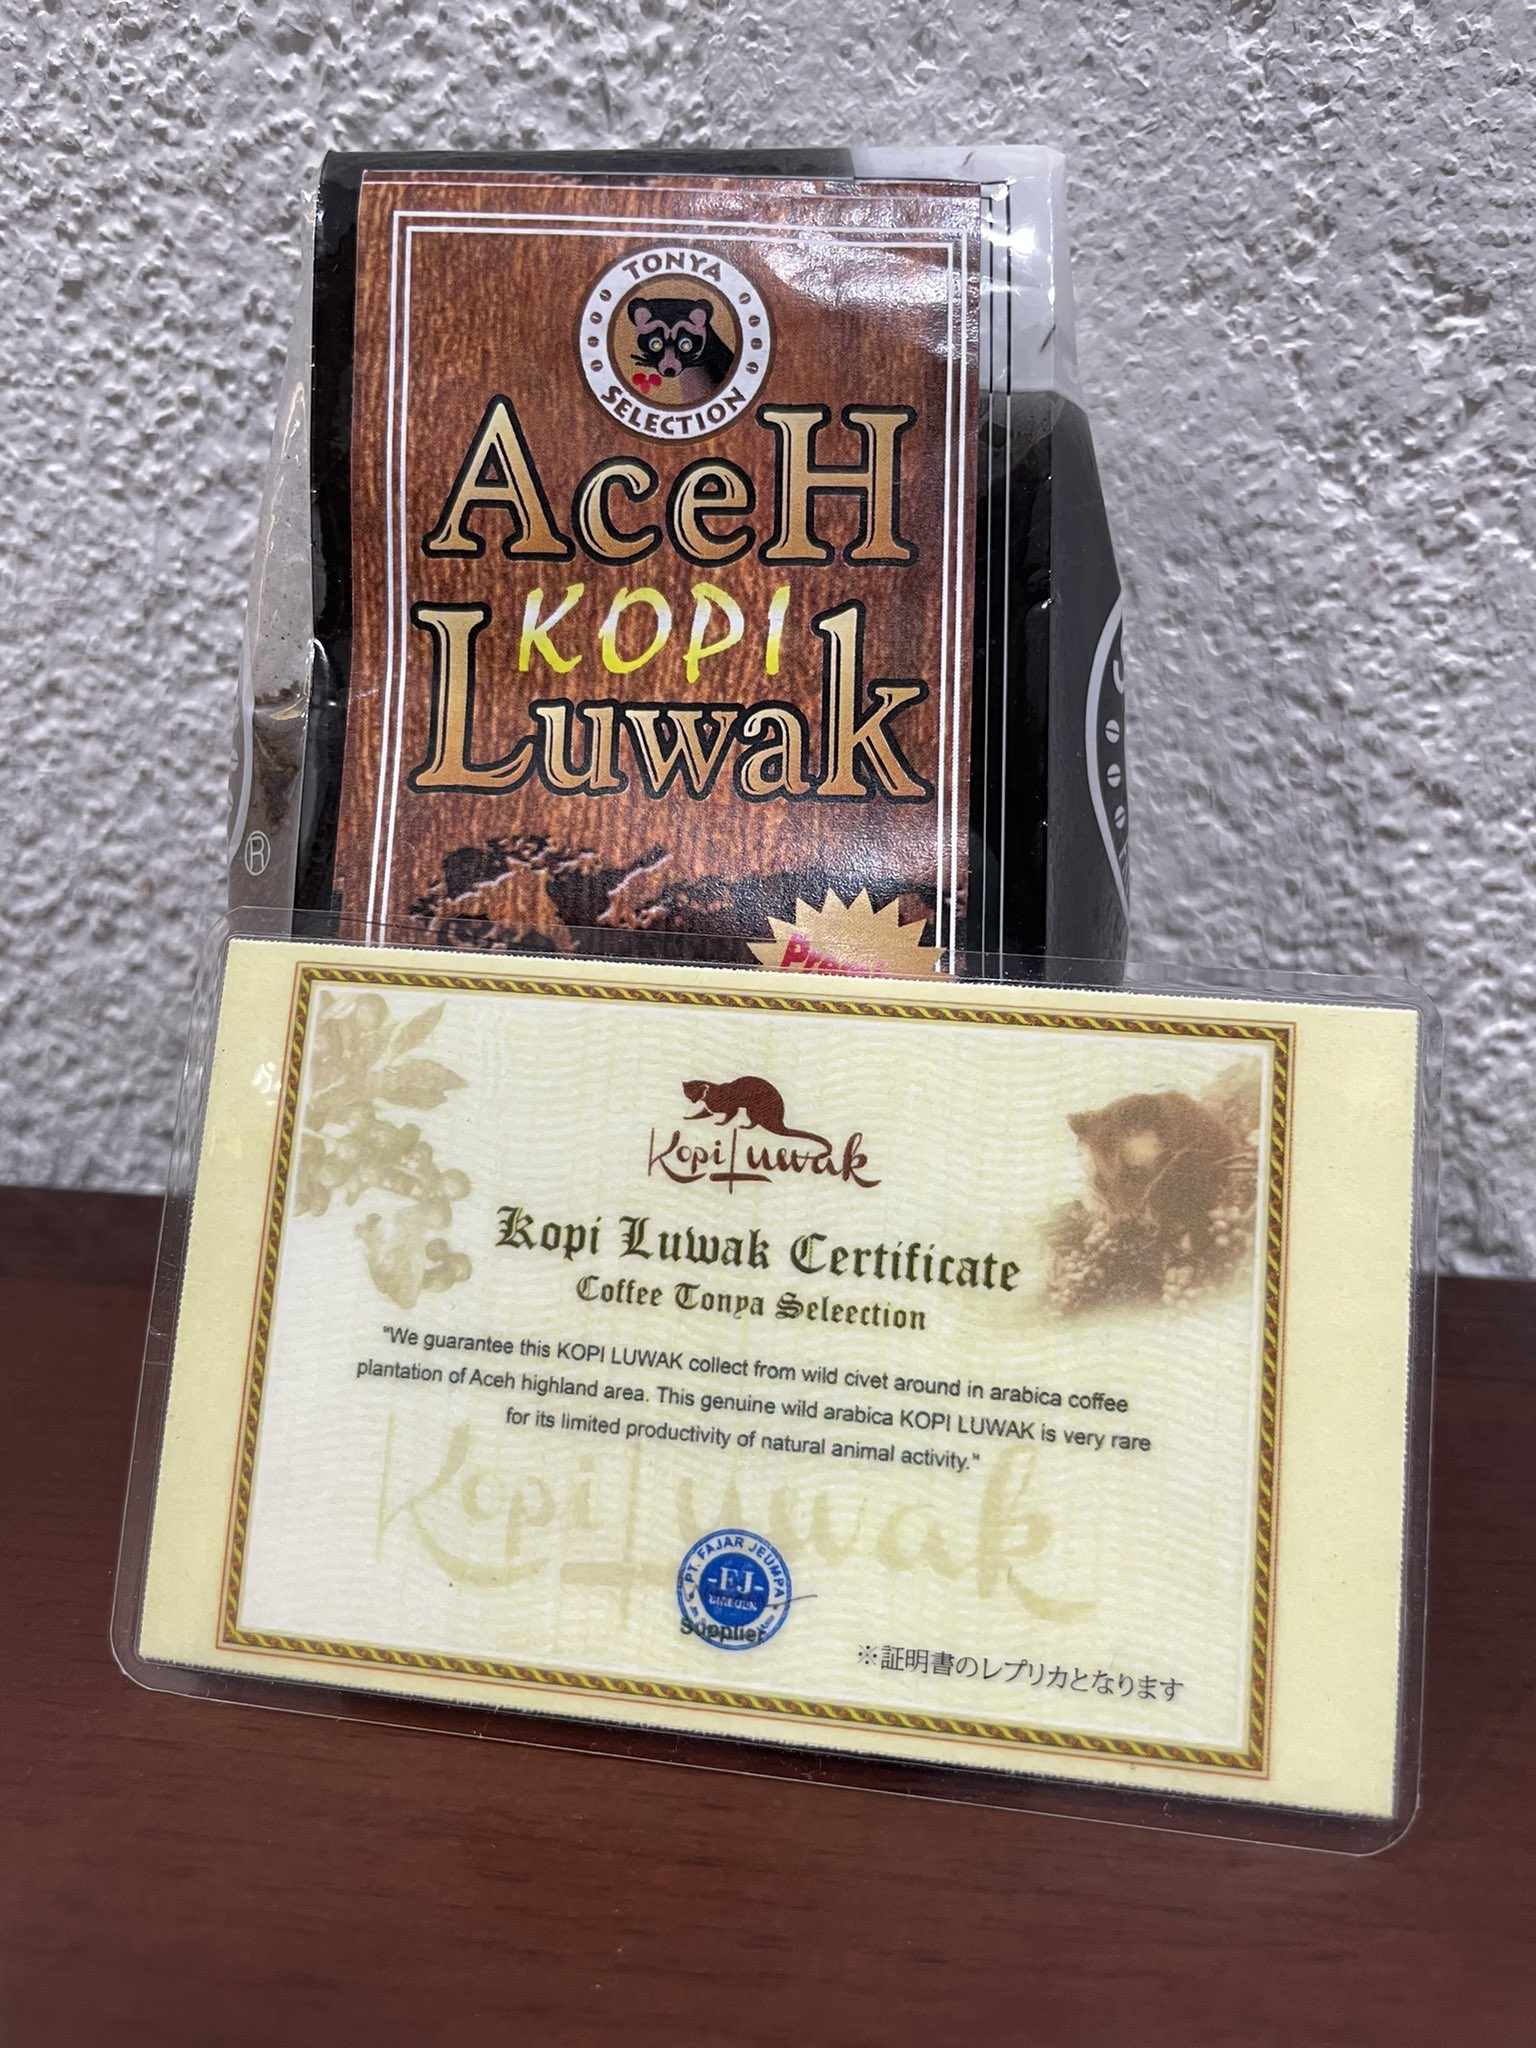 TONYA
SELECTION
AceH
KOPI
Luwak
®
Kopi Luwak
Kopi Luwak Certificate
Coffee Tonya Seleection
"We guarantee this KOPI LUWAK collect from wild civet around in arabica coffee
plantation of Aceh highland area. This genuine wild arabica KOPI LUWAK is very rare
for its limited productivity of natural animal activity."
Kopi Luwak
PT. FAJAR JEUMPA
FJ
Supplier
※証明書のレプリカとなります